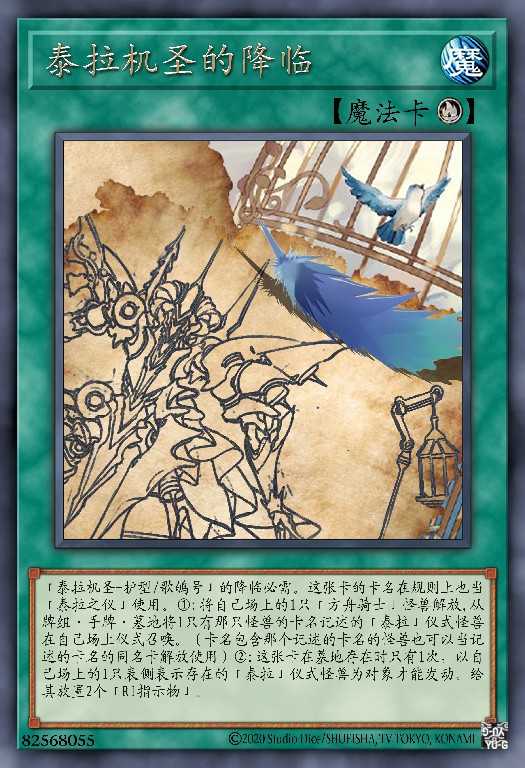 泰拉机圣的降临
魔
【魔法卡】
「泰拉机圣-护型/歌鸲号」的降临必需。这张卡的卡名在规则上也当
「泰拉之仪」使用。①:将自己场上的1只「方舟骑士」怪兽解放,从
牌组・手牌・墓地将1只有那只怪兽的卡名记述的「泰拉」仪式怪兽
在自己场上仪式召唤。（卡名包含那个记述的卡名的怪兽也可以当记
述的卡名的同名卡解放使用）②:这张卡在墓地存在时只有1次，以自
己场上的1只表侧表示存在的「泰拉」仪式怪兽为对象才能发动。给
其放置2个「RI指示物」。
82568055
©2020 Studio Dice/SHUEISHA, TV TOKYO, KONAMI